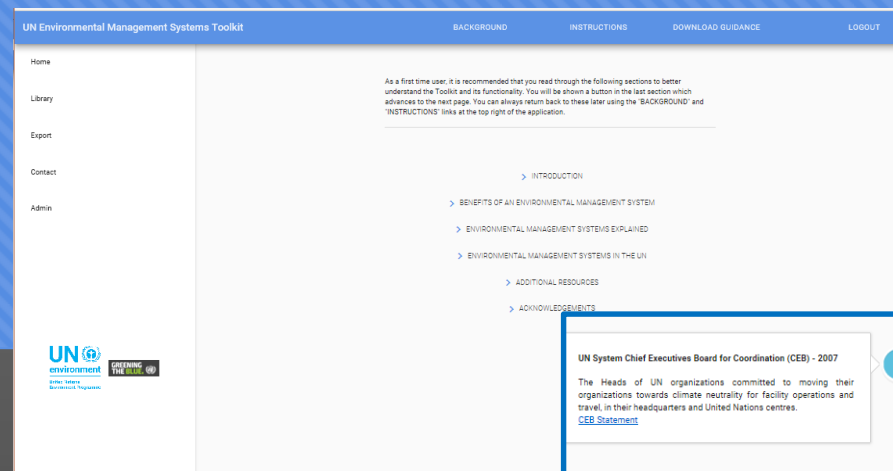 UN Environmental Management Systems Toolkit
BACKGROUND
INSTRUCTIONS
DOWNLOAD GUIDANCE
LOGOUT
Home
Library
Export
Contact
Admin
As a first time user, it is recommended that you read through the following sections to better
understand the Toolkit and its functionality. You will be shown a button in the last section which
advances to the next page. You can always return back to these later using the "BACKGROUND" and
"INSTRUCTIONS" links at the top right of the application.
INTRODUCTION
BENEFITS OF AN ENVIRONMENTAL MANAGEMENT SYSTEM
ENVIRONMENTAL MANAGEMENT SYSTEMS EXPLAINED
ENVIRONMENTAL MANAGEMENT SYSTEMS IN THE UN
ADDITIONAL RESOURCES
ACKNOWLEDGEMENTS
UN
environment
United Nations
Environment Programme
GREENING
THE BLUE.
UN System Chief Executives Board for Coordination (CEB) - 2007
The Heads of UN organizations committed to moving their
organizations towards climate neutrality for facility operations and
travel, in their headquarters and United Nations centres.
CEB Statement